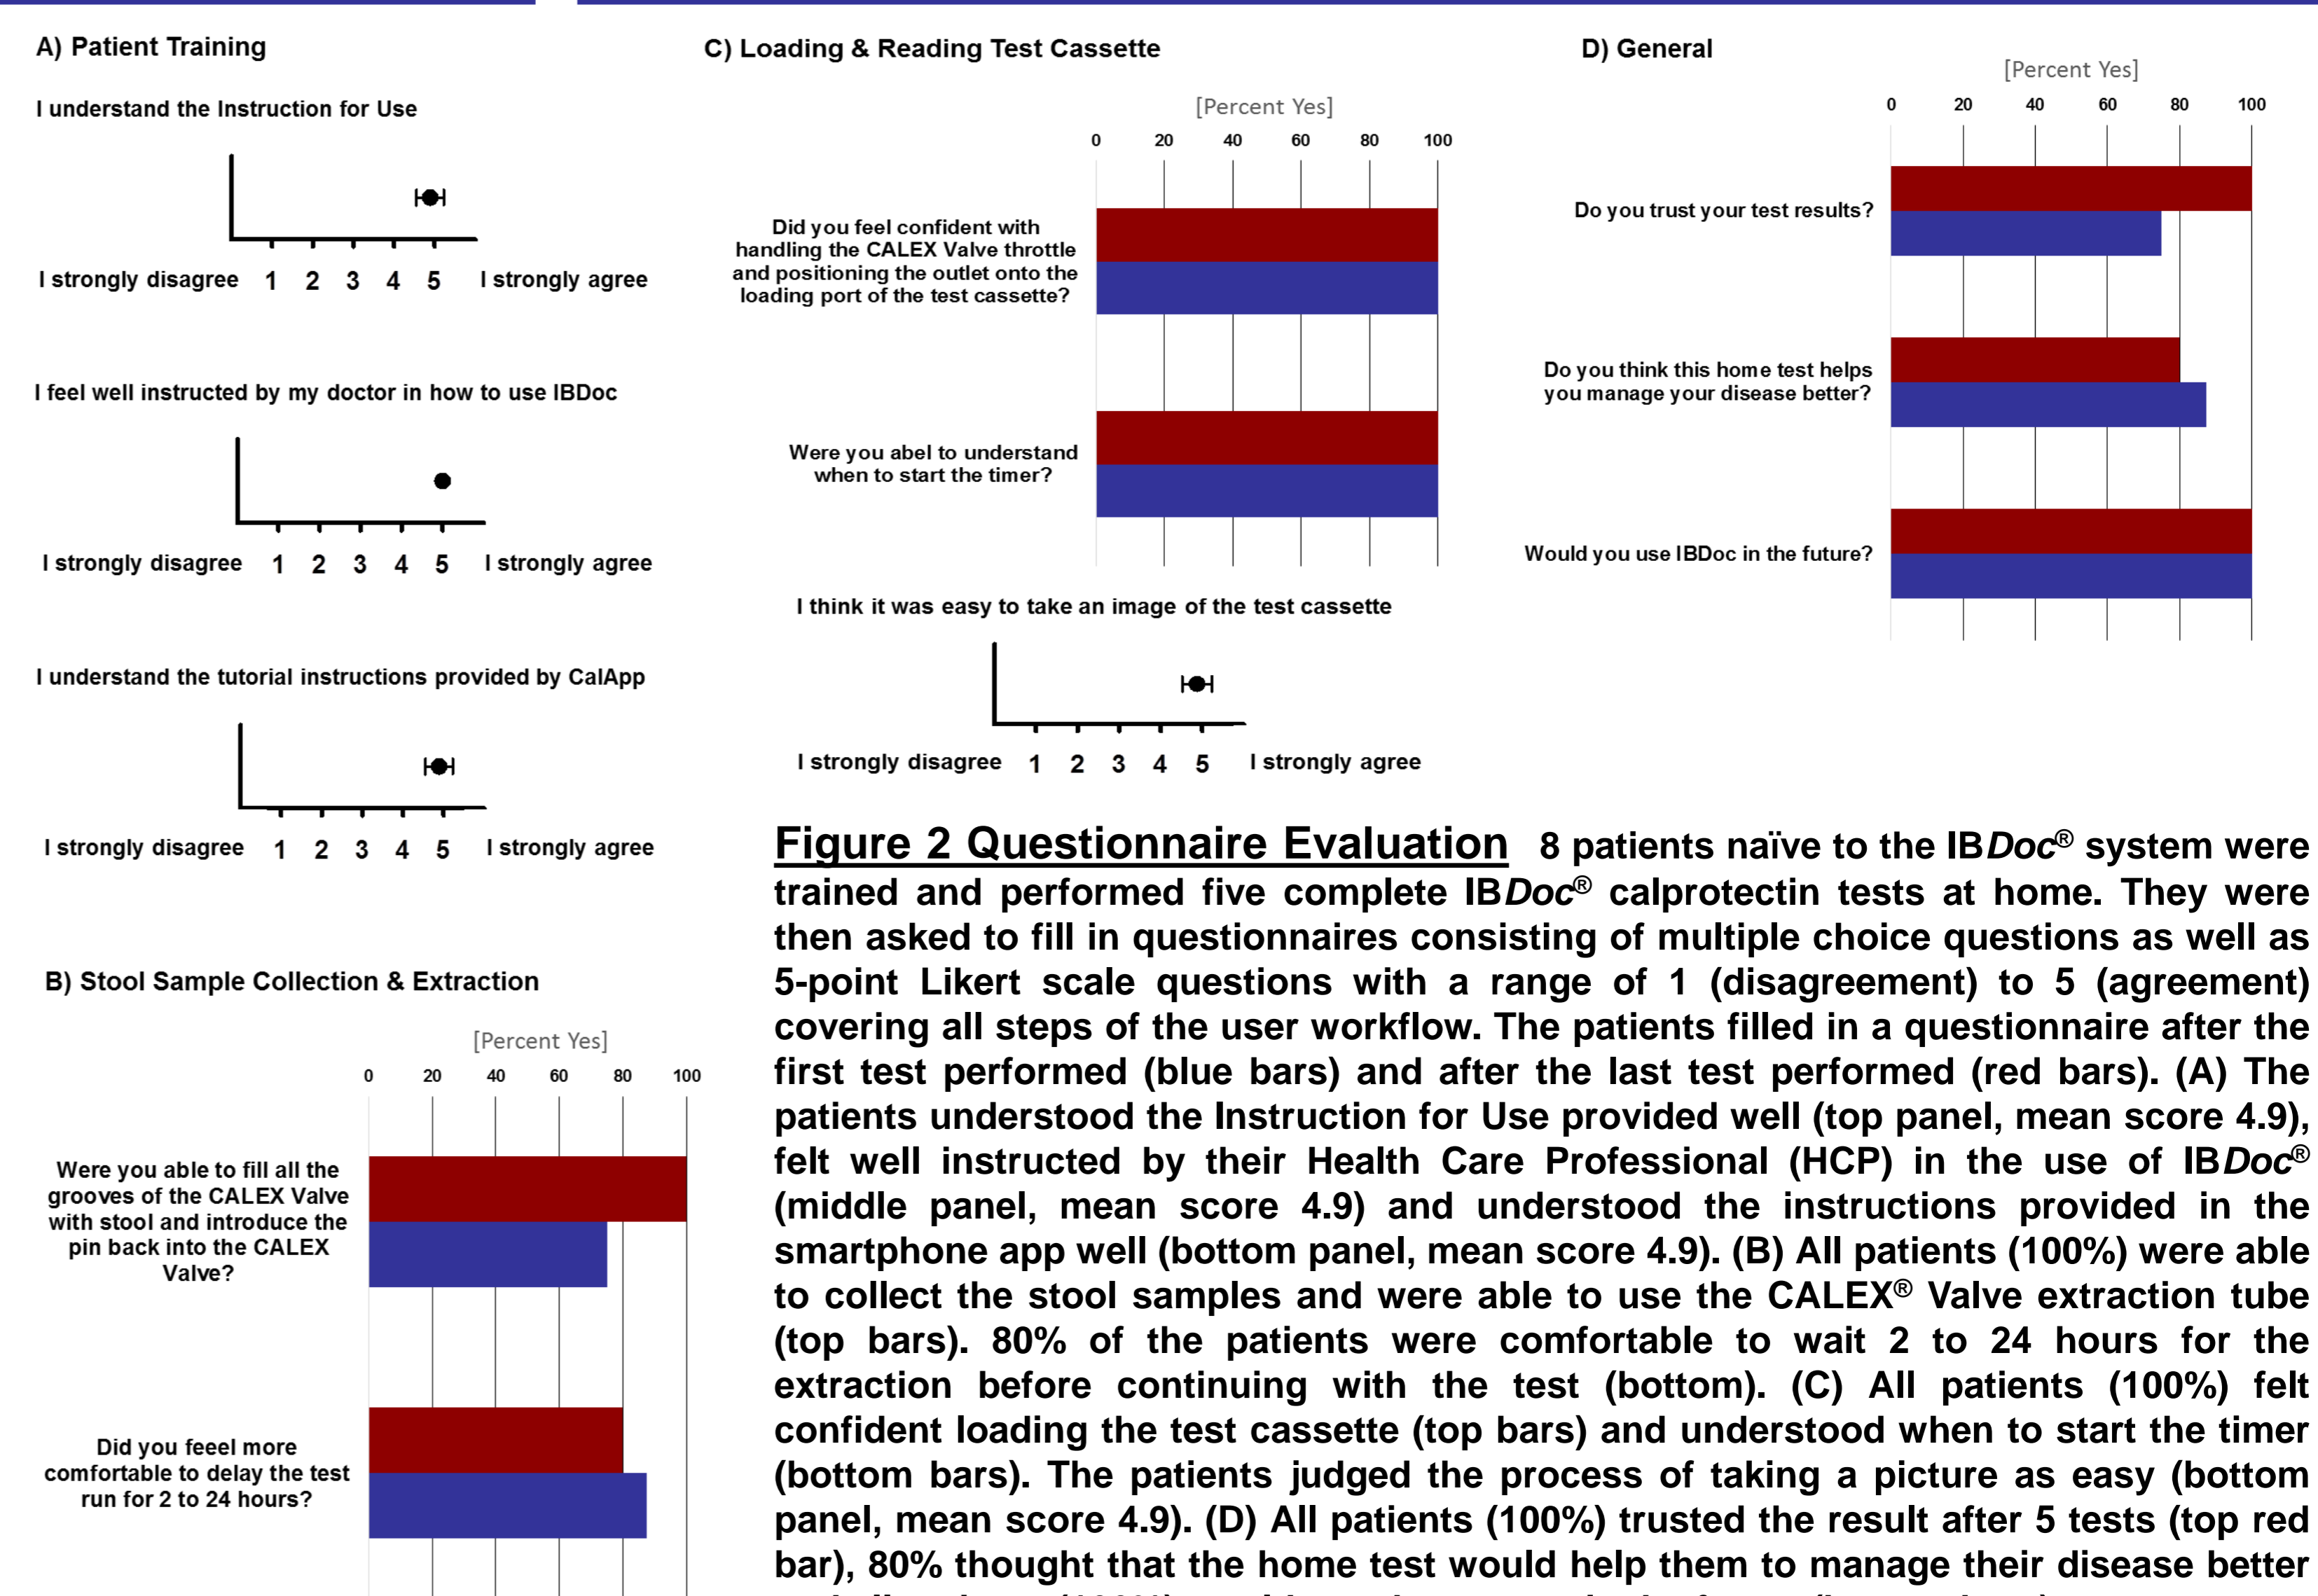 A) Patient Training
I understand the Instruction for Use
I strongly disagree 1 2 3 4 5 I strongly agree
I feel well instructed by my doctor in how to use IBDoc
I strongly disagree 1 2 3 4 5 I strongly agree
I understand the tutorial instructions provided by CalApp
I strongly disagree 1 2 3 4 5 I strongly agree
B) Stool Sample Collection & Extraction
[Percent Yes]
0 20 40 60 80 100
Were you able to fill all the
grooves of the CALEX Valve
with stool and introduce the
pin back into the CALEX
Valve?
Did you feeel more
comfortable to delay the test
run for 2 to 24 hours?
C) Loading & Reading Test Cassette
[Percent Yes]
0 20 40 60 80 100
Did you feel confident with
handling the CALEX Valve throttle
and positioning the outlet onto the
loading port of the test cassette?
Were you abel to understand
when to start the timer?
I think it was easy to take an image of the test cassette
I strongly disagree 1 2 3 4 5 I strongly agree
D) General
[Percent Yes]
0 20 40 60 80 100
Do you trust your test results?
Do you think this home test helps
you manage your disease better?
Would you use IBDoc in the future?
Figure 2 Questionnaire Evaluation 8 patients naïve to the IBDoc® system were
trained and performed five complete IBDoc® calprotectin tests at home. They were
then asked to fill in questionnaires consisting of multiple choice questions as well as
5-point Likert scale questions with a range of 1 (disagreement) to 5 (agreement)
covering all steps of the user workflow. The patients filled in a questionnaire after the
first test performed (blue bars) and after the last test performed (red bars). (A) The
patients understood the Instruction for Use provided well (top panel, mean score 4.9),
felt well instructed by their Health Care Professional (HCP) in the use of IBDoc®
(middle panel, mean score 4.9) and understood the instructions provided in the
smartphone app well (bottom panel, mean score 4.9). (B) All patients (100%) were able
to collect the stool samples and were able to use the CALEX® Valve extraction tube
(top bars). 80% of the patients were comfortable to wait 2 to 24 hours for the
extraction before continuing with the test (bottom). (C) All patients (100%) felt
confident loading the test cassette (top bars) and understood when to start the timer
(bottom bars). The patients judged the process of taking a picture as easy (bottom
panel, mean score 4.9). (D) All patients (100%) trusted the result after 5 tests (top red
bar), 80% thought that the home test would help them to manage their disease better